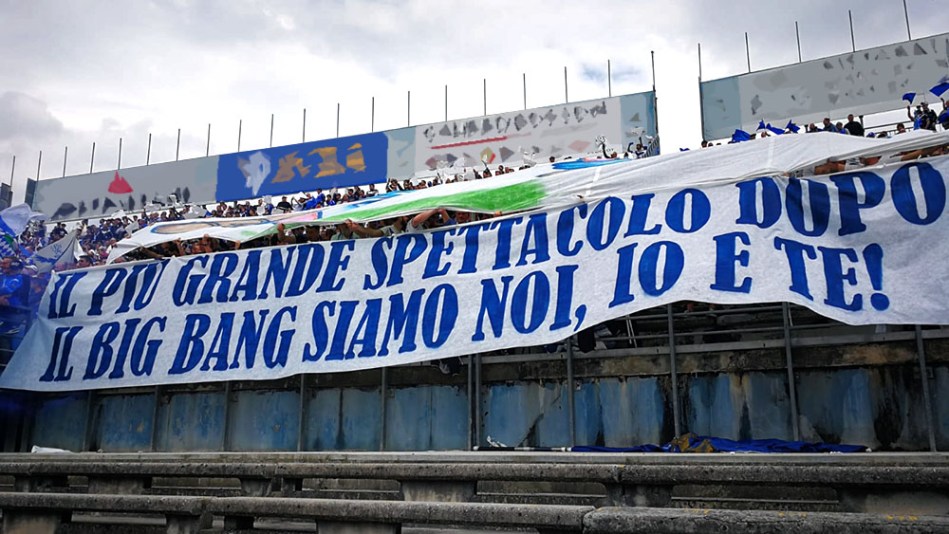 IL PIÙ GRANDE SPETTACOLO DOPO
IL BIG BANG SIAMO NOI, IO E TE!